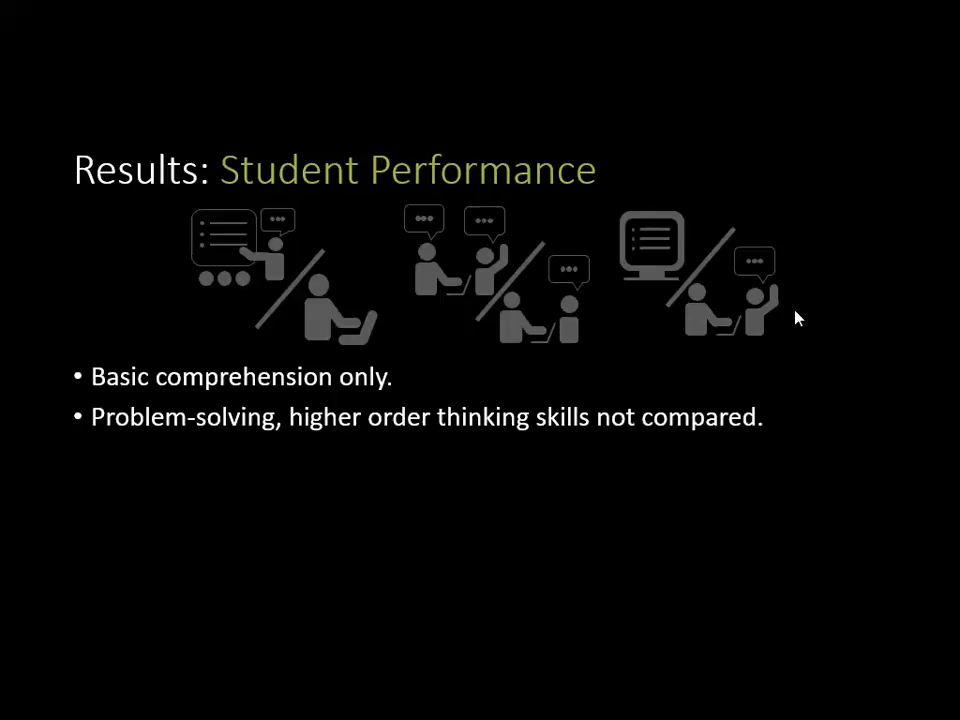 Results: Student Performance
• Basic comprehension only.
• Problem-solving, higher order thinking skills not compared.